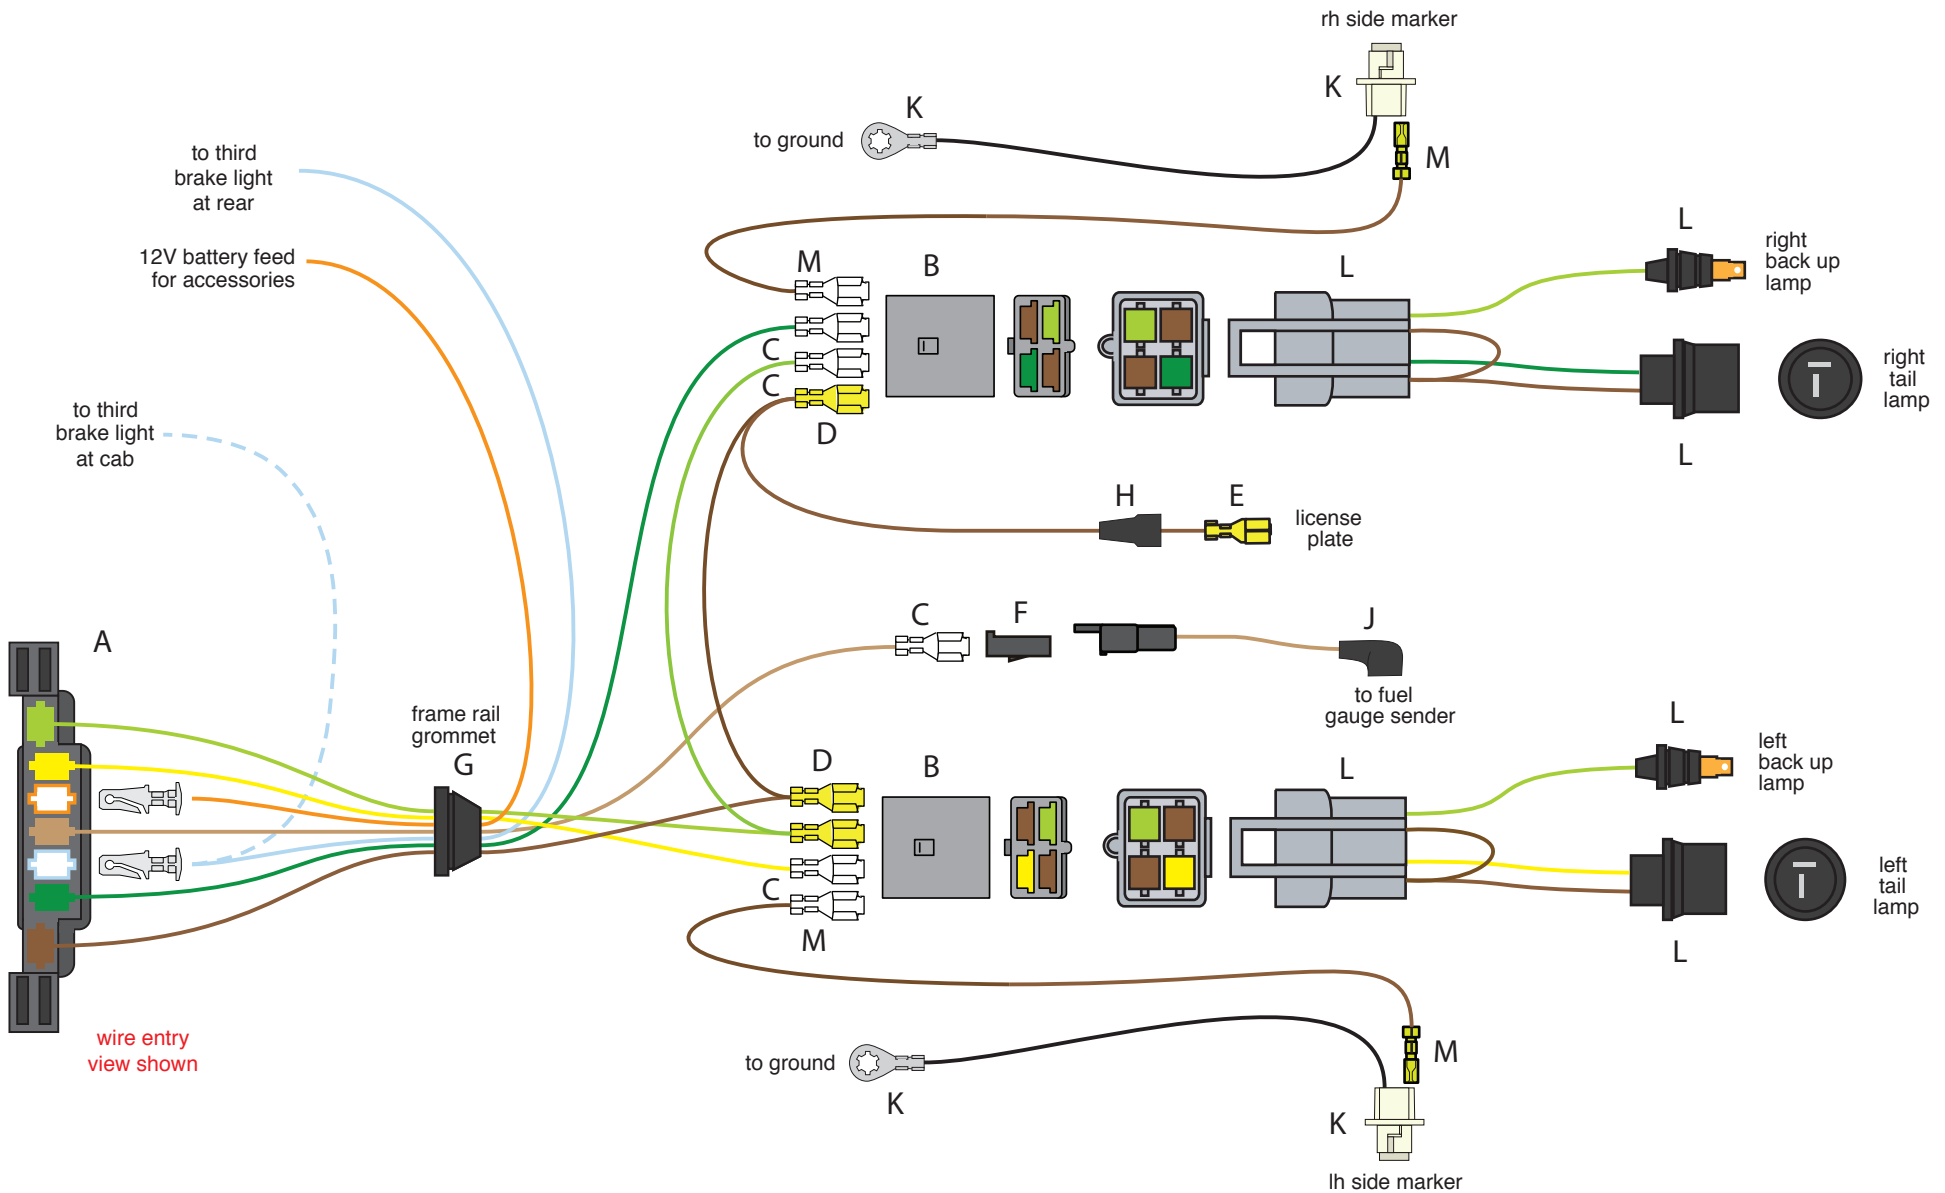 rh side marker
K
K
to ground
M
to third
brake light
at rear
12V battery feed
for accessories
L
right
back up
lamp
M
B
L
C
C
D
right
tail
lamp
L
to third
brake light
at cab
H
E
license
plate
C
F
J
to fuel
gauge sender
A
frame rail
grommet
G
D
B
L
L
left
back up
lamp
C
M
left
tail
lamp
L
wire entry
view shown
to ground
K
M
K
lh side marker